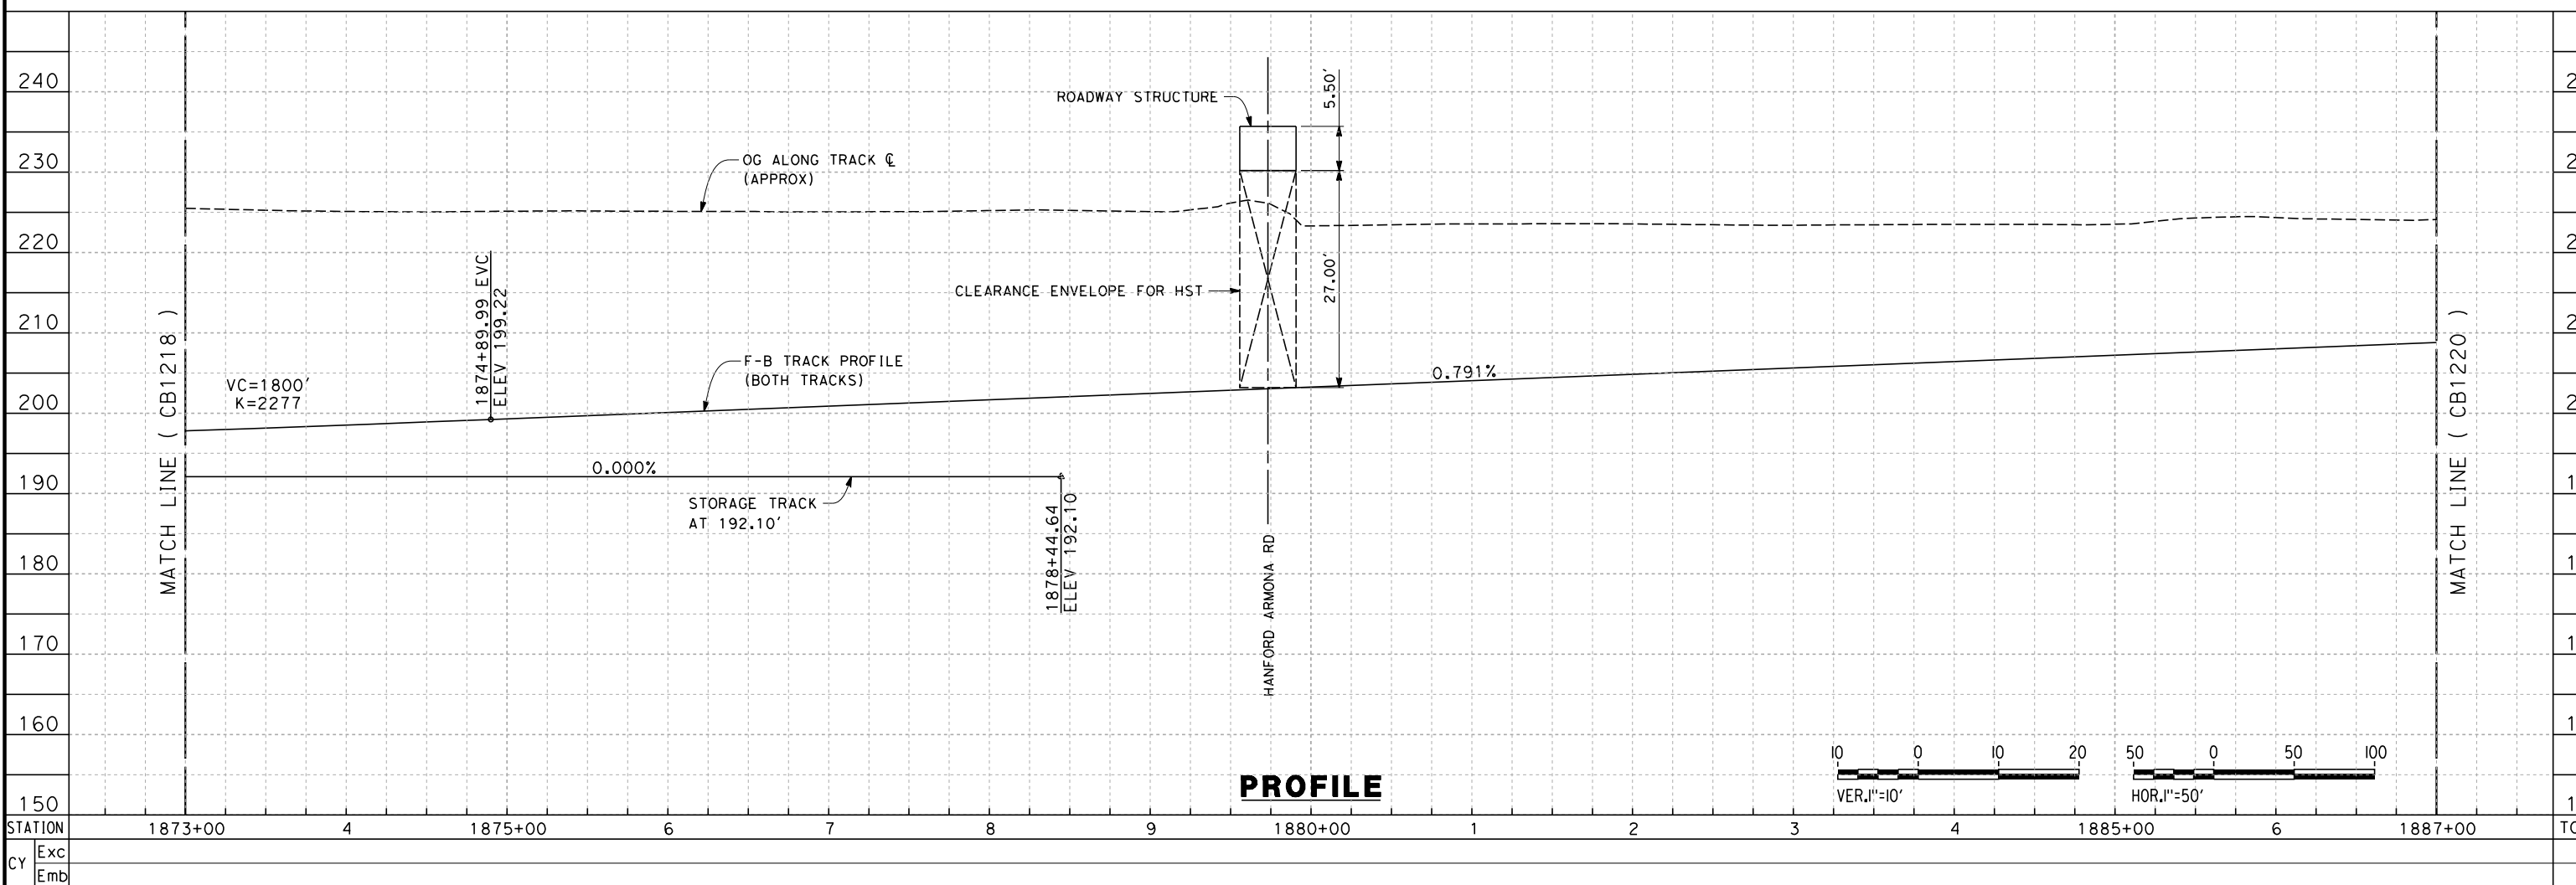 240
230
220
210
200
190
180
170
160
150
MATCH LINE ( CB1218 )
VC=1800'
K=2277
1874+89.99 EVC
ELEV 199.22
OG ALONG TRACK ℄
(APPROX)
F-B TRACK PROFILE
(BOTH TRACKS)
0.000%
STORAGE TRACK
AT 192.10'
1878+44.64
ELEV 192.10
ROADWAY STRUCTURE
CLEARANCE ENVELOPE FOR HST
5.50'
27.00'
HANFORD ARMONA RD
0.791%
MATCH LINE ( CB1220 )
PROFILE
10 0 10 20
VER.1"=10'
50 0 50 100
HOR.1"=50'
STATION 1873+00 4 1875+00 6 7 8 9 1880+00 1 2 3 4 1885+00 6 1887+00
CY
Exc
Emb